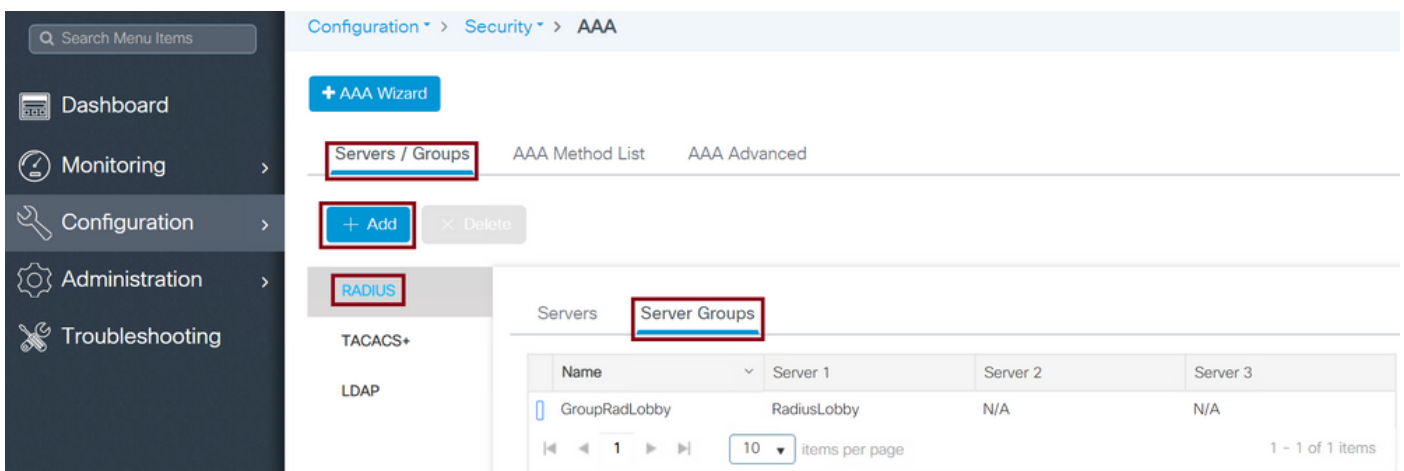 Search Menu Items
Dashboard
Monitoring
Configuration
Administration
Troubleshooting
Configuration > Security > AAA
+ AAA Wizard
Servers / Groups AAA Method List AAA Advanced
+ Add × Delete
RADIUS
TACACS+
LDAP
Servers Server Groups
Name Server 1 Server 2 Server 3
GroupRadLobby RadiusLobby N/A N/A
1 10 items per page 1 - 1 of 1 items